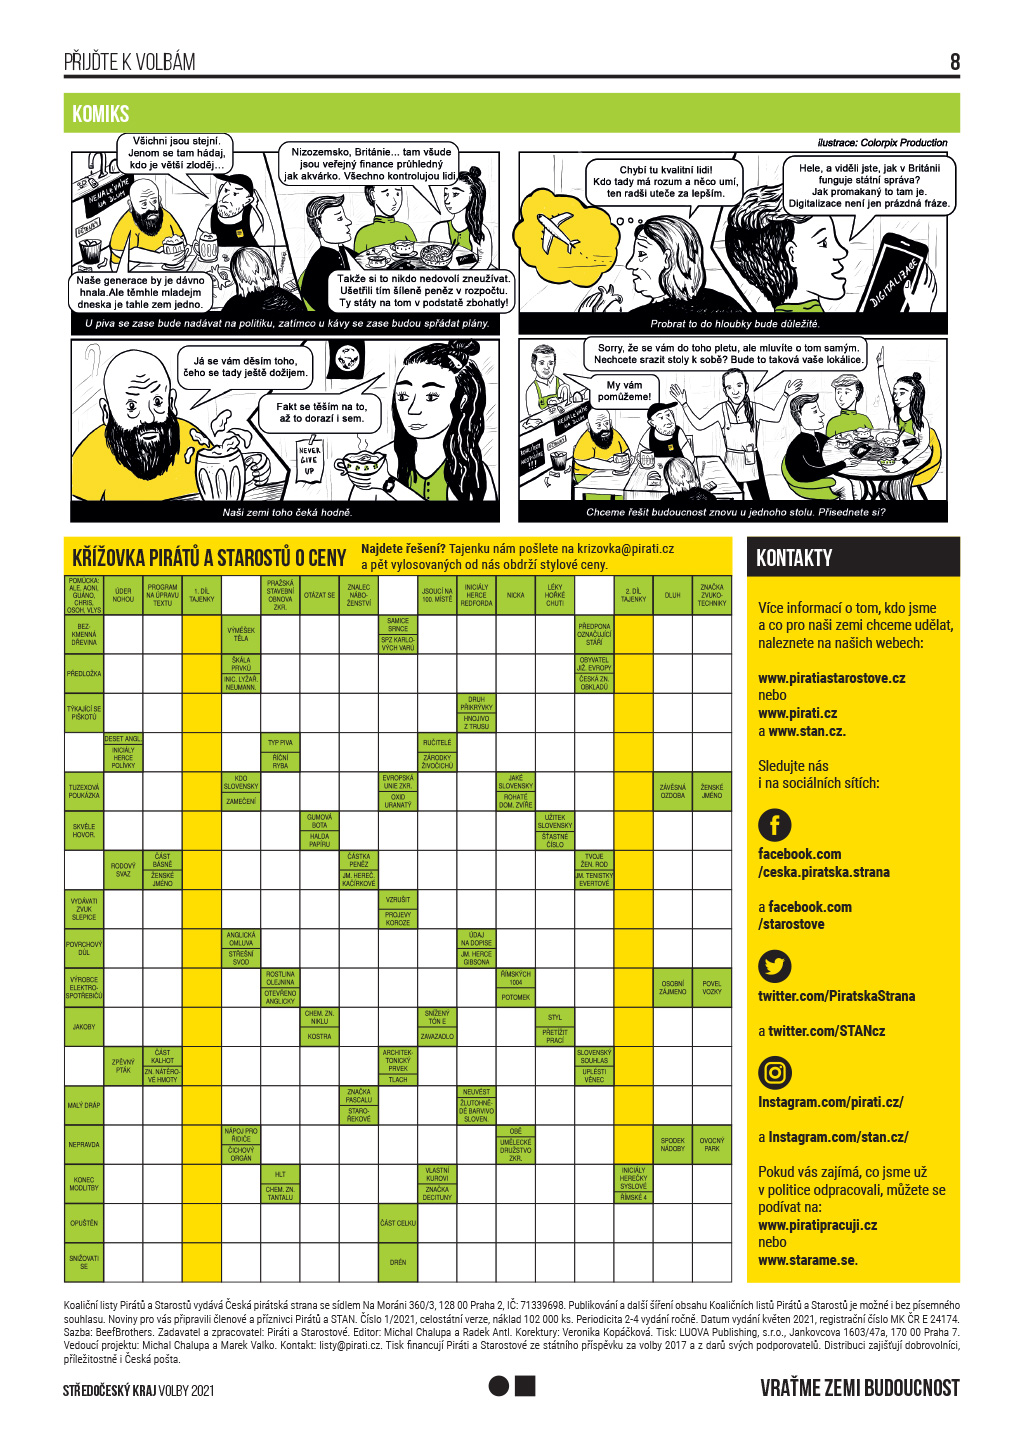 PŘIJĎTE K VOLBÁM
8
KOMIKS
ilustrace: Colorpix Production
Všichni jsou stejní.
Jenom se tam hádaj,
kdo je větší zloděj…
Nizozemsko, Británie... tam všude
jsou veřejný finance průhledný
jak akvárko. Všechno kontrolujou lidi.
NENALEVÁME
NA DLUH
Naše generace by je dávno
hnala.Ale těmhle mladejm
dneska je tahle zem jedno.
Takže si to nikdo nedovolí zneužívat.
Ušetřili tím šíleně peněz v rozpočtu.
Ty státy na tom v podstatě zbohatly!
U piva se zase bude nadávat na politiku, zatímco u kávy se zase budou spřádat plány.
Chybí tu kvalitní lidi!
Kdo tady má rozum a něco umí,
ten radši uteče za lepším.
Hele, a viděli jste, jak v Británii
funguje státní správa?
Jak promakaný to tam je.
Digitalizace není jen prázdná fráze.
DIGITALIZACE
Probrat to do hloubky bude důležité.
Já se vám děsím toho,
čeho se tady ještě dožijem.
Fakt se těším na to,
až to dorazí i sem.
NEVER
GIVE
UP
Naši zemi toho čeká hodně.
Sorry, že se vám do toho pletu, ale mluvíte o tom samým.
Nechcete srazit stoly k sobě? Bude to taková vaše lokálice.
My vám
pomůžeme!
Chceme řešit budoucnost znovu u jednoho stolu. Přisednete si?
KŘÍŽOVKA PIRÁTŮ A STAROSTŮ O CENY
Najdete řešení? Tajenku nám pošlete na krizovka@pirati.cz
a pět vylosovaných od nás obdrží stylové ceny.
POMŮCKA:
ALE, AONI,
GUANO,
CHRIS,
OSOH, VLYS
ÚDER
NOHOU
PROGRAM
NA ÚPRAVU
TEXTU
1. DÍL
TAJENKY
PRAŽSKÁ
STAVEBNÍ
OBNOVA
ZKR.
OTÁZAT SE
ZNALEC
NÁBO-
ŽENSTVÍ
JSOUCÍ NA
100. MÍSTĚ
INICIÁLY
HERCE
REDFORDA
NICKA
LÉKY
HOŘKÉ
CHUTI
2. DÍL
TAJENKY
DLUH
ZNAČKA
ZVUKO-
TECHNIKY
BEZ-
KMENNÁ
DŘEVINA
VÝMĚŠEK
TĚLA
SAMICE
SRNCE
SPZ KARLO-
VÝCH VARŮ
PŘEDPONA
OZNAČUJÍCÍ
STÁŘÍ
PŘEDLOŽKA
ŠKÁLA
PRVKŮ
INIC. LYŽAŘ.
NEUMANN.
OBYVATEL
JIŽ. EVROPY
ČESKÁ ZN.
OBKLADŮ
TÝKAJÍCÍ SE
PIŠKOTŮ
DRUH
PŘIKRÝVKY
HNOJIVO
Z TRUSU
DESET ANGL.
INICIÁLY
HERCE
POLÍVKY
TYP PIVA
ŘÍČNÍ
RYBA
RUČITELÉ
ZÁRODKY
ŽIVOČICHŮ
TUZEXOVÁ
POUKÁZKA
KDO
SLOVENSKY
ZAMEČENÍ
EVROPSKÁ
UNIE ZKR.
OXID
URANATÝ
JAKÉ
SLOVENSKY
ROHATÉ
DOM. ZVÍŘE
ZÁVĚSNÁ
OZDOBA
ŽENSKÉ
JMÉNO
SKVĚLE
HOVOR.
GUMOVÁ
BOTA
HALDA
PAPÍRU
UŽITEK
SLOVENSKY
ŠŤASTNÉ
ČÍSLO
RODOVÝ
SVAZ
ČÁST
BÁSNĚ
ŽENSKÉ
JMÉNO
ČÁSTKA
PENĚZ
JM. HEREČ.
KAČÍRKOVÉ
TVOJE
ŽEN. ROD
JM. TENISTKY
EVERTOVÉ
VYDÁVATI
ZVUK
SLEPICE
VZRUŠIT
PROJEVY
KOROZE
POVRCHOVÝ
DŮL
ANGLICKÁ
OMLUVA
STŘEŠNÍ
SVOD
ÚDAJ
NA DOPISE
JM. HERCE
GIBSONA
VÝROBCE
ELEKTRO-
SPOTŘEBIČŮ
ROSTLINA
OLEJNINA
OTEVŘENO
ANGLICKY
ŘÍMSKÝCH
1004
POTOMEK
OSOBNÍ
ZÁJMENO
POVEL
VOZKY
JAKOBY
CHEM. ZN.
NIKLU
KOSTRA
SNÍŽENÝ
TÓN E
ZAVAZADLO
STYL
PŘETÍŽIT
PRACÍ
ZPĚVNÝ
PTÁK
ČÁST
KALHOT
ZN. NÁTĚRO-
VÉ HMOTY
ARCHITEK-
TONICKÝ
PRVEK
TLACH
SLOVENSKÝ
SOUHLAS
UPLÉSTI
VĚNEC
MALÝ DRÁP
ZNAČKA
PASCALU
STARO-
ŘEKOVÉ
NEUVÉST
ŽLUTOHNĚ-
DÉ BARVIVO
SLOVEN.
NEPRAVDA
NÁPOJ PRO
ŘIDIČE
ČICHOVÝ
ORGÁN
OBĚ
UMĚLECKÉ
DRUŽSTVO
ZKR.
SPODEK
NÁDOBY
OVOCNÝ
PARK
KONEC
MODLITBY
HLT
CHEM. ZN.
TANTALU
VLASTNÍ
KUROVI
ZNAČKA
DECITUNY
INICIÁLY
HEREČKY
SYSLOVÉ
ŘÍMSKÉ 4
OPUŠTĚN
ČÁST CELKU
SNIŽOVATI
SE
DRÉN
KONTAKTY
Více informací o tom, kdo jsme
a co pro naši zemi chceme udělat,
naleznete na našich webech:
www.piratiastarostove.cz
nebo
www.pirati.cz
a www.stan.cz.
Sledujte nás
i na sociálních sítích:
facebook.com
/ceska.piratska.strana
a facebook.com
/starostove
twitter.com/PiratskaStrana
a twitter.com/STANcz
Instagram.com/pirati.cz/
a Instagram.com/stan.cz/
Pokud vás zajímá, co jsme už
v politice odpracovali, můžete se
podívat na:
www.piratipracuji.cz
nebo
www.starame.se.
Koaliční listy Pirátů a Starostů vydává Česká pirátská strana se sídlem Na Moráni 360/3, 128 00 Praha 2, IČ: 71339698. Publikování a další šíření obsahu Koaličních listů Pirátů a Starostů je možné i bez písemného
souhlasu. Noviny pro vás připravili členové a příznivci Pirátů a STAN. Číslo 1/2021, celostátní verze, náklad 102 000 ks. Periodicita 2-4 vydání ročně. Datum vydání květen 2021, registrační číslo MK ČR E 24174.
Sazba: BeefBrothers. Zadavatel a zpracovatel: Piráti a Starostové. Editor: Michal Chalupa a Radek Antl. Korektury: Veronika Kopáčková. Tisk: LUOVA Publishing, s.r.o., Jankovcova 1603/47a, 170 00 Praha 7.
Vedoucí projektu: Michal Chalupa a Marek Valko. Kontakt: listy@pirati.cz. Tisk financují Piráti a Starostové ze státního příspěvku za volby 2017 a z darů svých podporovatelů. Distribuci zajišťují dobrovolníci,
příležitostně i Česká pošta.
STŘEDOČESKÝ KRAJ VOLBY 2021
VRAŤME ZEMI BUDOUCNOST